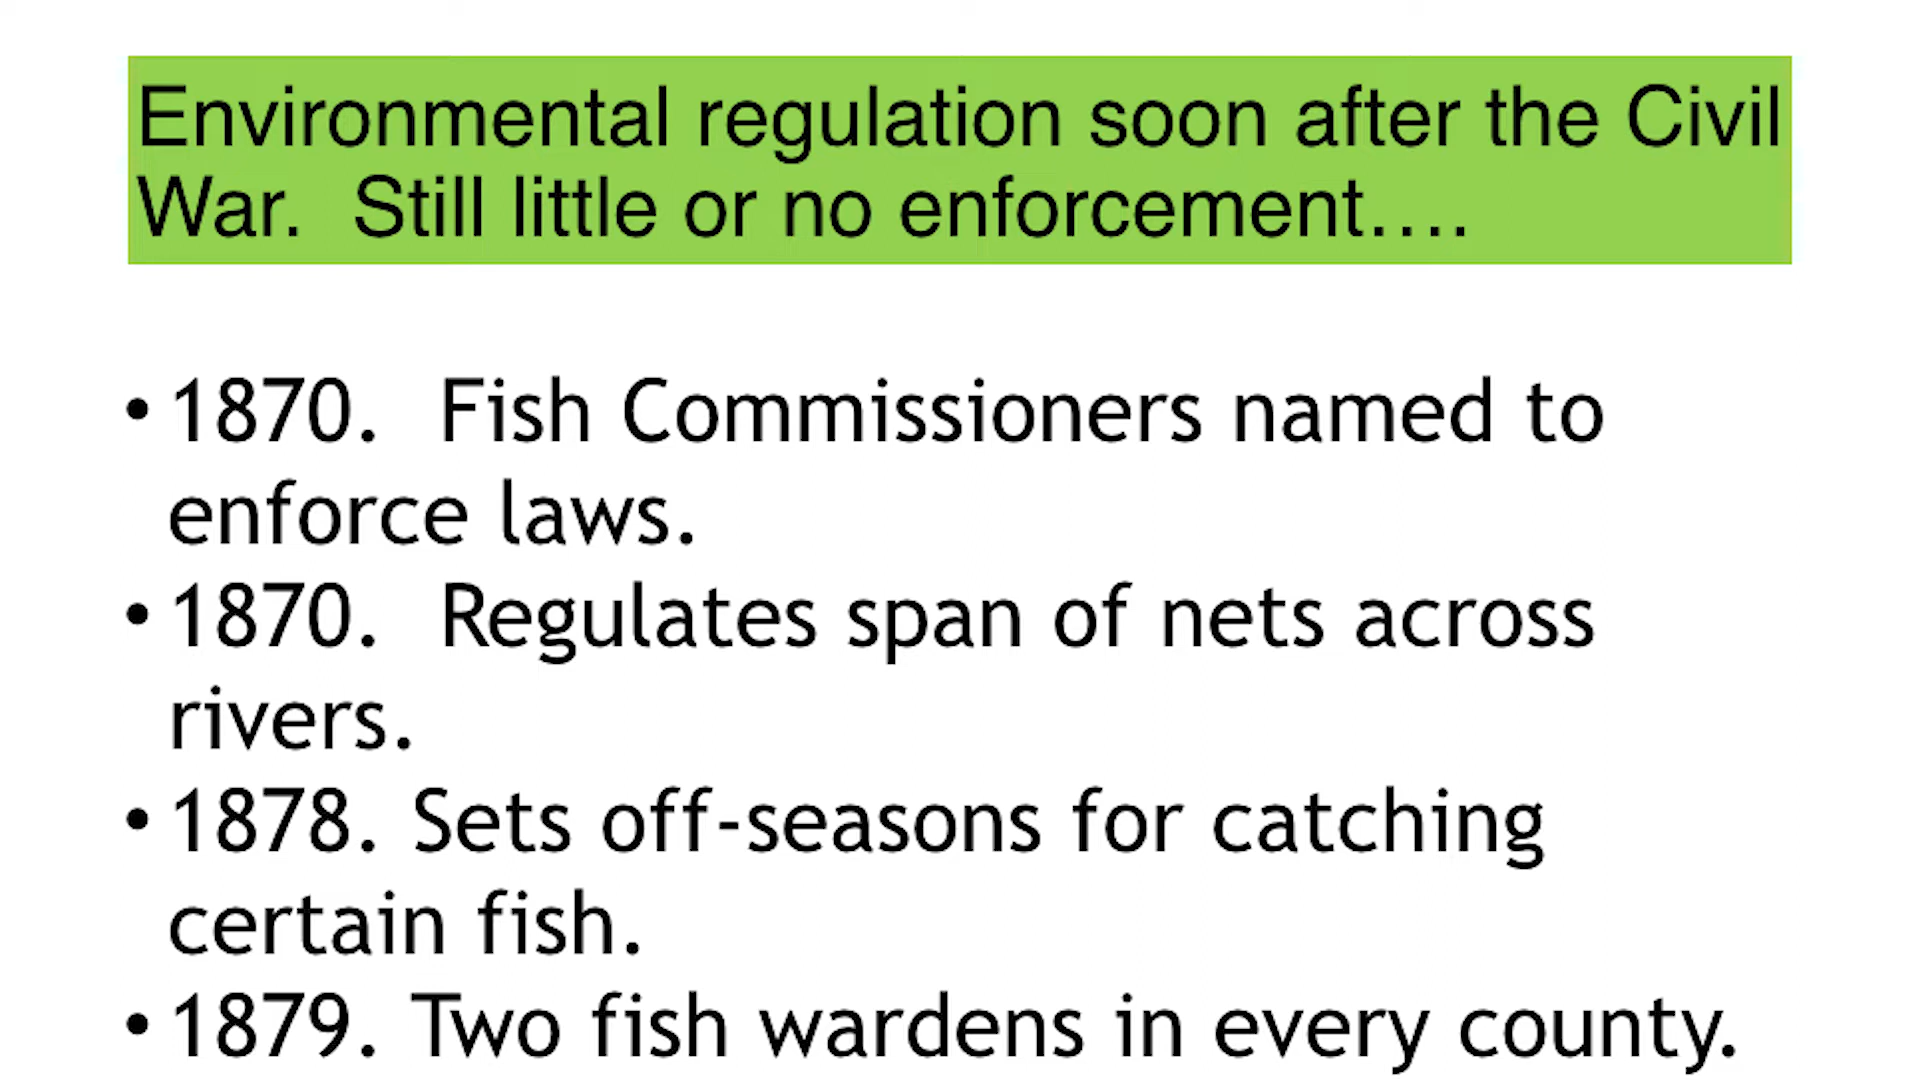 Environmental regulation soon after the Civil
War.  Still little or no enforcement....
• 1870.  Fish Commissioners named to
enforce laws.
• 1870.  Regulates span of nets across
rivers.
• 1878. Sets off-seasons for catching
certain fish.
• 1879. Two fish wardens in every county.